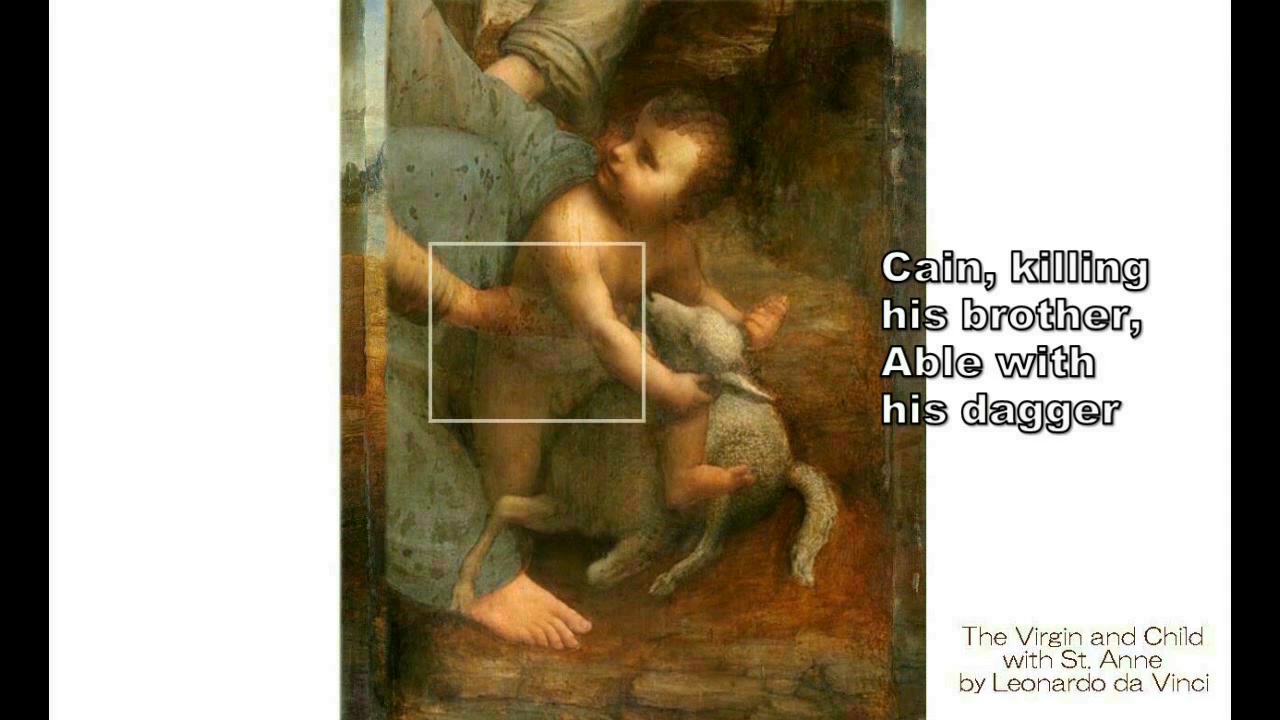 Cain, killing
his brother,
Able with
his dagger
The Virgin and Child
with St. Anne
by Leonardo da Vinci